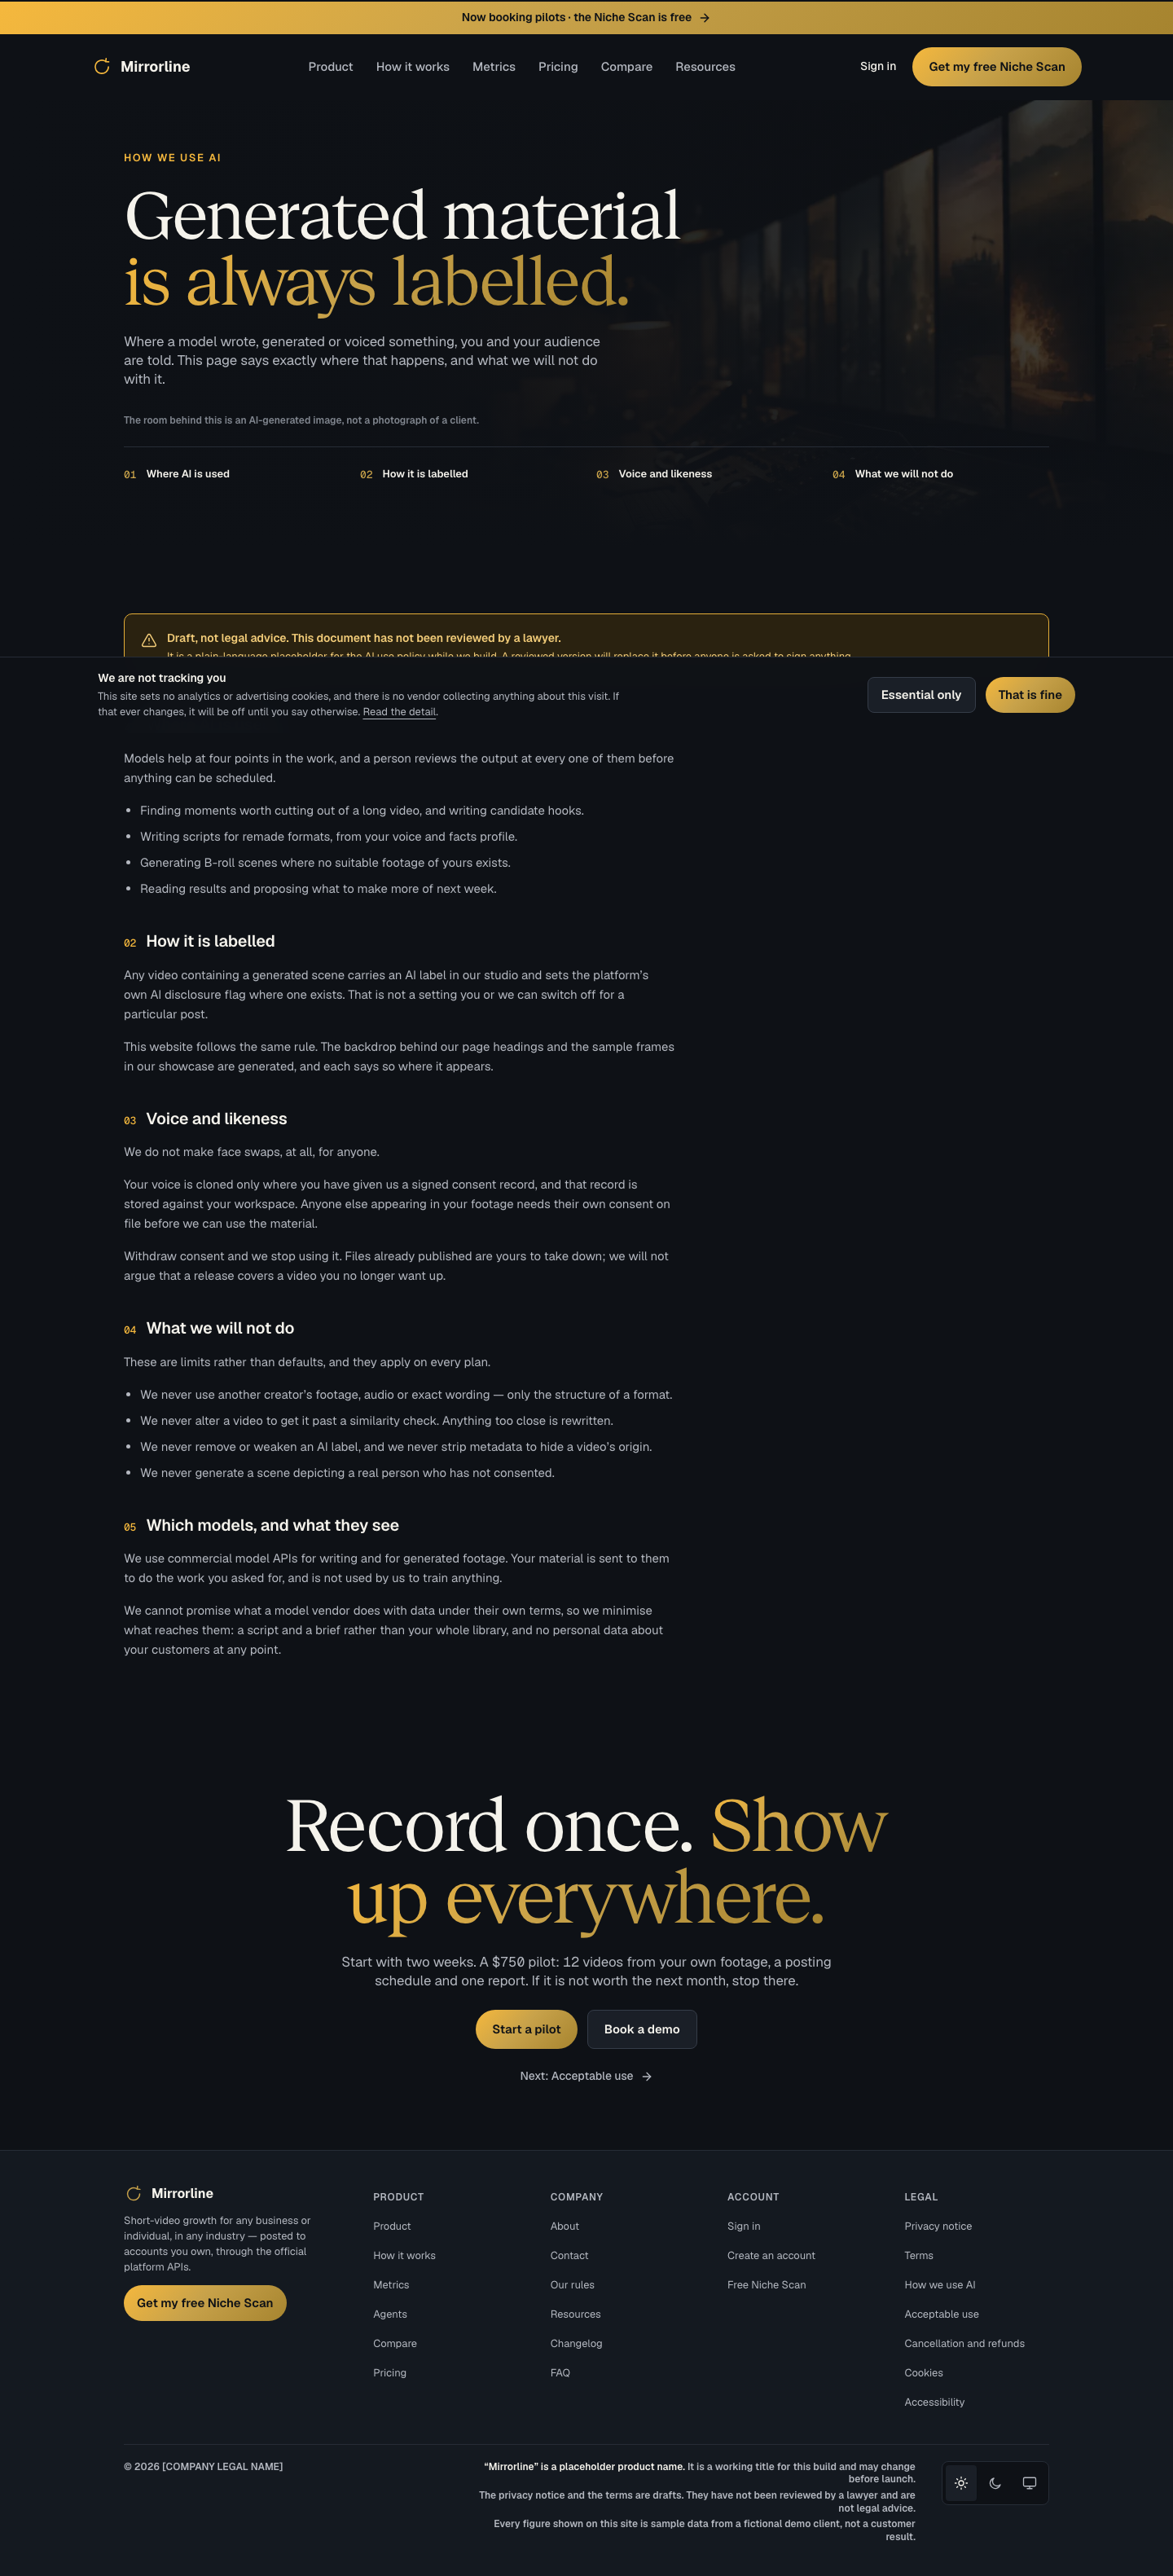 Now booking pilots · the Niche Scan is free →
Mirrorline
Product
How it works
Metrics
Pricing
Compare
Resources
Sign in
Get my free Niche Scan
HOW WE USE AI
Generated material
is always labelled.
Where a model wrote, generated or voiced something, you and your audience
are told. This page says exactly where that happens, and what we will not do
with it.
The room behind this is an AI-generated image, not a photograph of a client.
01 Where AI is used
02 How it is labelled
03 Voice and likeness
04 What we will not do
Draft, not legal advice. This document has not been reviewed by a lawyer.
It is a plain-language placeholder for the AI use policy while we build. A reviewed version will replace it before anyone is asked to sign anything.
We are not tracking you
This site sets no analytics or advertising cookies, and there is no vendor collecting anything about this visit. If
that ever changes, it will be off until you say otherwise. Read the detail.
Essential only
That is fine
Models help at four points in the work, and a person reviews the output at every one of them before
anything can be scheduled.
• Finding moments worth cutting out of a long video, and writing candidate hooks.
• Writing scripts for remade formats, from your voice and facts profile.
• Generating B-roll scenes where no suitable footage of yours exists.
• Reading results and proposing what to make more of next week.
02 How it is labelled
Any video containing a generated scene carries an AI label in our studio and sets the platform's
own AI disclosure flag where one exists. That is not a setting you or we can switch off for a
particular post.
This website follows the same rule. The backdrop behind our page headings and the sample frames
in our showcase are generated, and each says so where it appears.
03 Voice and likeness
We do not make face swaps, at all, for anyone.
Your voice is cloned only where you have given us a signed consent record, and that record is
stored against your workspace. Anyone else appearing in your footage needs their own consent on
file before we can use the material.
Withdraw consent and we stop using it. Files already published are yours to take down; we will not
argue that a release covers a video you no longer want up.
04 What we will not do
These are limits rather than defaults, and they apply on every plan.
• We never use another creator's footage, audio or exact wording — only the structure of a format.
• We never alter a video to get it past a similarity check. Anything too close is rewritten.
• We never remove or weaken an AI label, and we never strip metadata to hide a video's origin.
• We never generate a scene depicting a real person who has not consented.
05 Which models, and what they see
We use commercial model APIs for writing and for generated footage. Your material is sent to them
to do the work you asked for, and is not used by us to train anything.
We cannot promise what a model vendor does with data under their own terms, so we minimise
what reaches them: a script and a brief rather than your whole library, and no personal data about
your customers at any point.
Record once. Show
up everywhere.
Start with two weeks. A $750 pilot: 12 videos from your own footage, a posting
schedule and one report. If it is not worth the next month, stop there.
Start a pilot
Book a demo
Next: Acceptable use →
Mirrorline
Short-video growth for any business or
individual, in any industry — posted to
accounts you own, through the official
platform APIs.
Get my free Niche Scan
PRODUCT
Product
How it works
Metrics
Agents
Compare
Pricing
COMPANY
About
Contact
Our rules
Resources
Changelog
FAQ
ACCOUNT
Sign in
Create an account
Free Niche Scan
LEGAL
Privacy notice
Terms
How we use AI
Acceptable use
Cancellation and refunds
Cookies
Accessibility
© 2026 [COMPANY LEGAL NAME]
“Mirrorline” is a placeholder product name. It is a working title for this build and may change
before launch.
The privacy notice and the terms are drafts. They have not been reviewed by a lawyer and are
not legal advice.
Every figure shown on this site is sample data from a fictional demo client, not a customer
result.